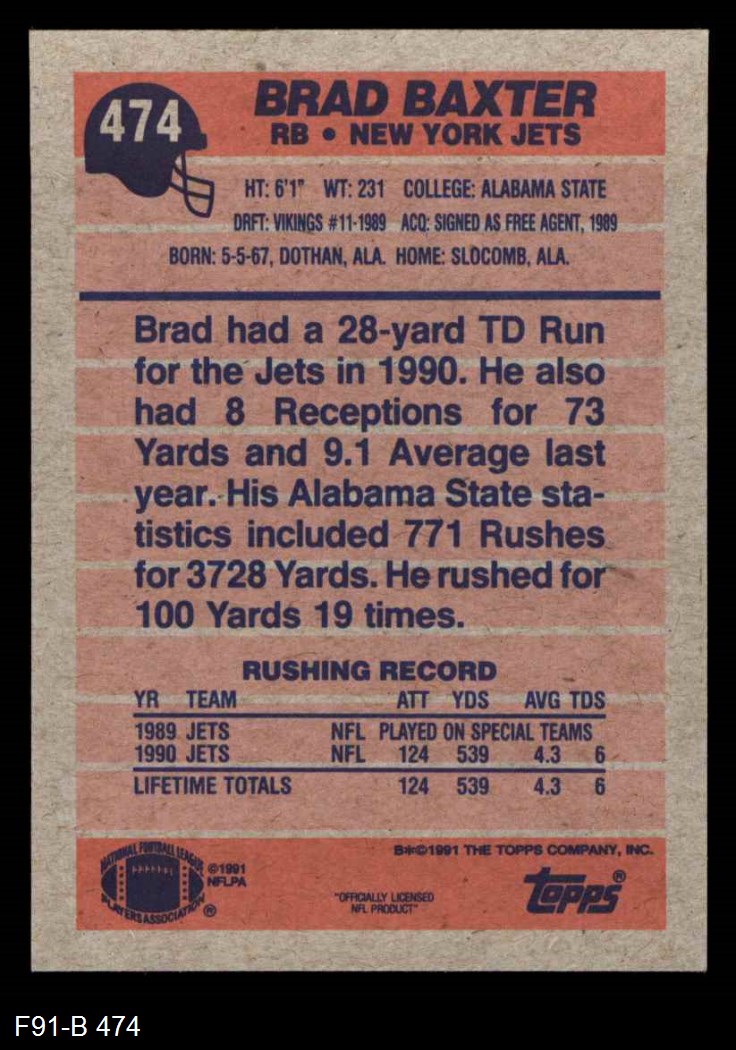 474
BRAD BAXTER
RB • NEW YORK JETS
HT: 6'1" WT: 231 COLLEGE: ALABAMA STATE
DRFT: VIKINGS #11-1989 ACQ: SIGNED AS FREE AGENT, 1989
BORN: 5-5-67, DOTHAN, ALA. HOME: SLOCOMB, ALA.
Brad had a 28-yard TD Run
for the Jets in 1990. He also
had 8 Receptions for 73
Yards and 9.1 Average last
year. His Alabama State sta-
tistics included 771 Rushes
for 3728 Yards. He rushed for
100 Yards 19 times.
RUSHING RECORD
YR TEAM ATT YDS AVG TDS
1989 JETS NFL PLAYED ON SPECIAL TEAMS
1990 JETS NFL 124 539 4.3 6
LIFETIME TOTALS 124 539 4.3 6
NATIONAL FOOTBALL LEAGUE
PLAYERS ASSOCIATION ®
©1991
NFLPA
B*©1991 THE TOPPS COMPANY, INC.
"OFFICIALLY LICENSED
NFL PRODUCT"
topps®
F91-B 474